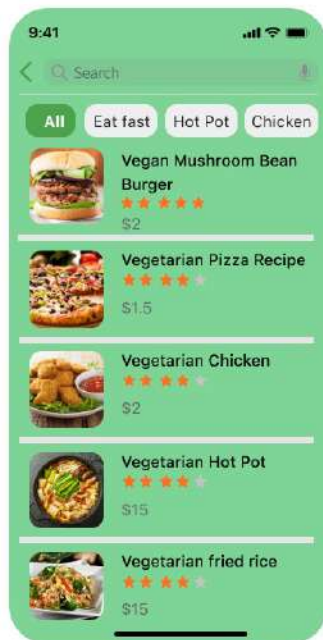 9:41
Search
All
Eat fast
Hot Pot
Chicken
Vegan Mushroom Bean
Burger
$2
Vegetarian Pizza Recipe
$1.5
Vegetarian Chicken
$2
Vegetarian Hot Pot
$15
Vegetarian fried rice
$15